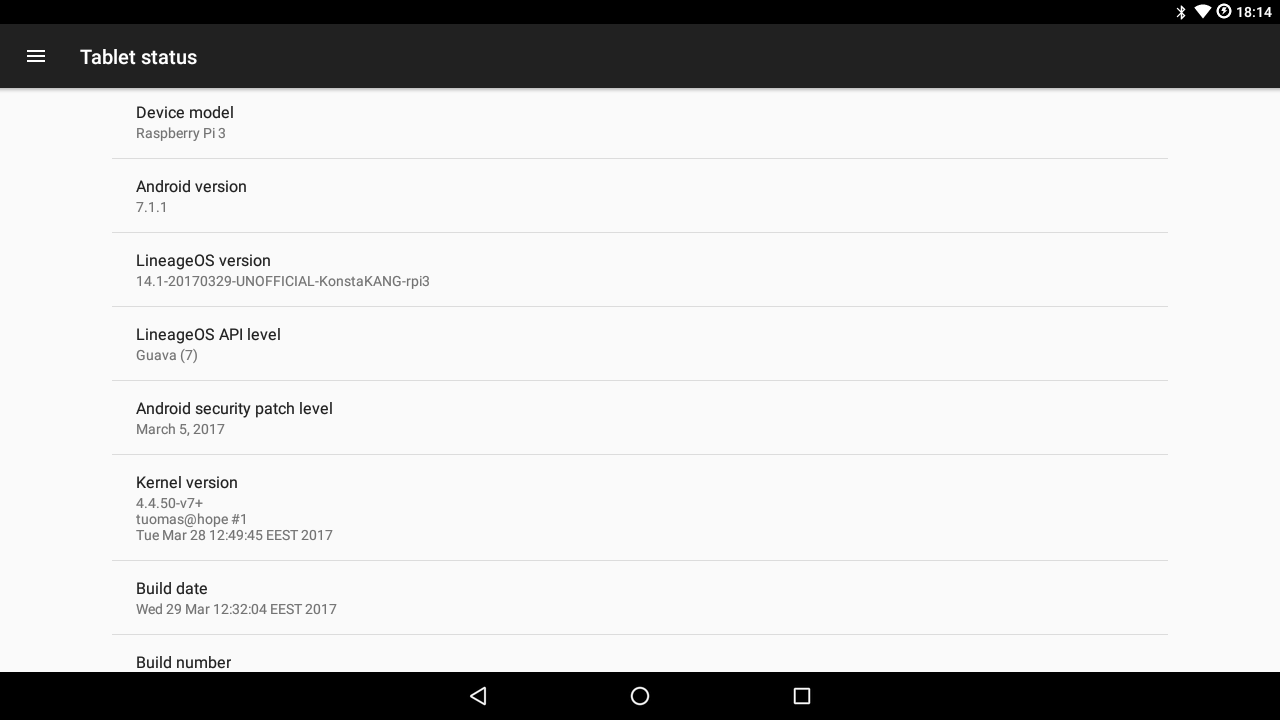 18:14
Tablet status
Device model
Raspberry Pi 3
Android version
7.1.1
LineageOS version
14.1-20170329-UNOFFICIAL-KonstaKANG-rpi3
LineageOS API level
Guava (7)
Android security patch level
March 5, 2017
Kernel version
4.4.50-v7+
tuomas@hope #1
Tue Mar 28 12:49:45 EEST 2017
Build date
Wed 29 Mar 12:32:04 EEST 2017
Build number